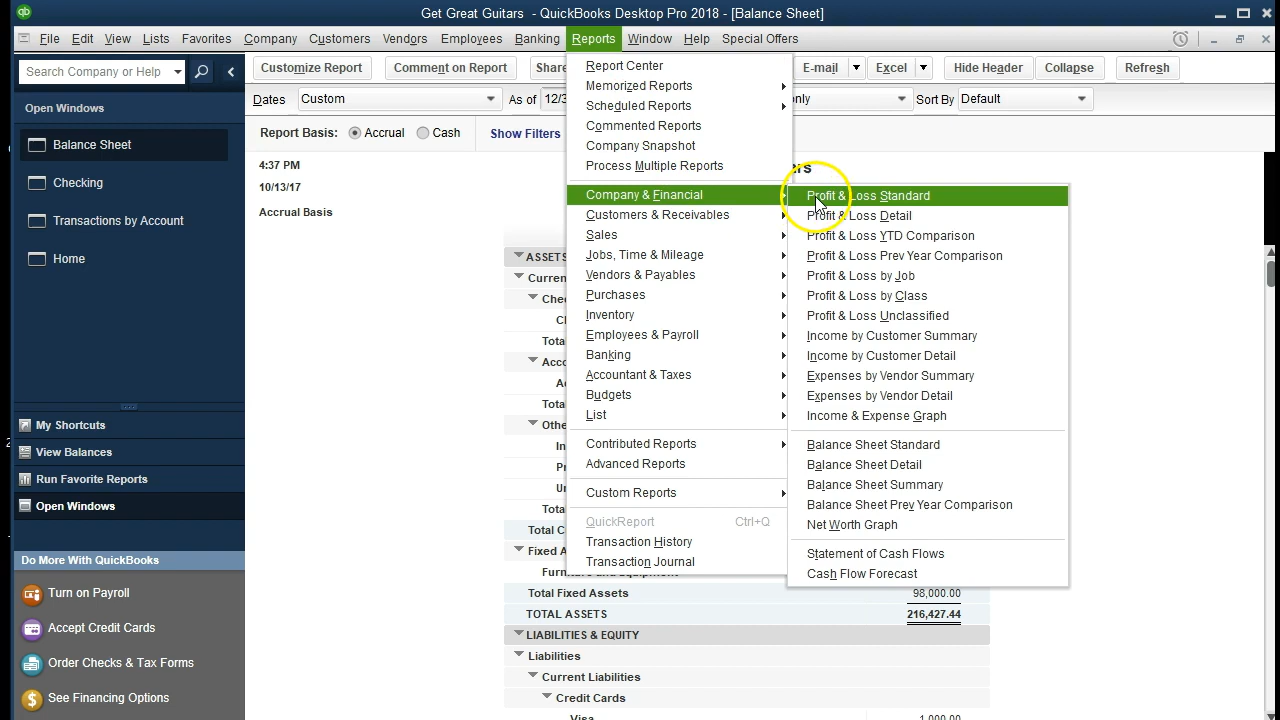 Get Great Guitars - QuickBooks Desktop Pro 2018 - [Balance Sheet]
File Edit View Lists Favorites Company Customers Vendors Employees Banking Reports Window Help Special Offers
Search Company or Help
Customize Report Comment on Report Share E-mail Excel Hide Header Collapse Refresh
Dates Custom As of 12/3 only Sort By Default
Report Basis: Accrual Cash Show Filters
Open Windows
Balance Sheet
Checking
Transactions by Account
Home
My Shortcuts
View Balances
Run Favorite Reports
Open Windows
Do More With QuickBooks
Turn on Payroll
Accept Credit Cards
Order Checks & Tax Forms
See Financing Options
4:37 PM
10/13/17
Accrual Basis
Report Center
Memorized Reports
Scheduled Reports
Commented Reports
Company Snapshot
Process Multiple Reports
Company & Financial
Customers & Receivables
Sales
Jobs, Time & Mileage
Vendors & Payables
Purchases
Inventory
Employees & Payroll
Banking
Accountant & Taxes
Budgets
List
Contributed Reports
Advanced Reports
Custom Reports
QuickReport Ctrl+Q
Transaction History
Transaction Journal
Profit & Loss Standard
Profit & Loss Detail
Profit & Loss YTD Comparison
Profit & Loss Prev Year Comparison
Profit & Loss by Job
Profit & Loss by Class
Profit & Loss Unclassified
Income by Customer Summary
Income by Customer Detail
Expenses by Vendor Summary
Expenses by Vendor Detail
Income & Expense Graph
Balance Sheet Standard
Balance Sheet Detail
Balance Sheet Summary
Balance Sheet Prev Year Comparison
Net Worth Graph
Statement of Cash Flows
Cash Flow Forecast
ASSETS
Total Fixed Assets 98,000.00
TOTAL ASSETS 216,427.44
LIABILITIES & EQUITY
Liabilities
Current Liabilities
Credit Cards
Visa 1,000.00